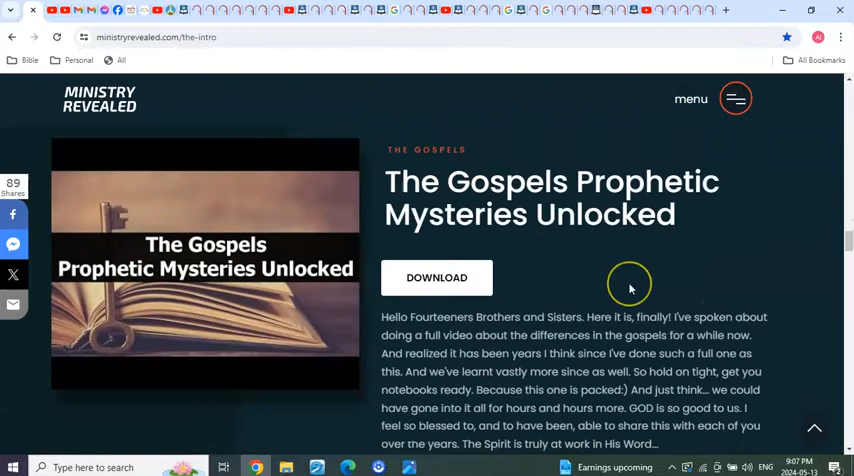 ministryrevealed.com/the-intro
AI
Bible
Personal
All
All Bookmarks
MINISTRY
REVEALED
menu
THE GOSPELS
The Gospels Prophetic
Mysteries Unlocked
89
Shares
The Gospels
Prophetic Mysteries Unlocked
DOWNLOAD
Hello Fourteeners Brothers and Sisters. Here it is, finally! I've spoken about
doing a full video about the differences in the gospels for a while now.
And realized it has been years I think since I've done such a full one as
this. And we've learnt vastly more since as well. So hold on tight, get you
notebooks ready. Because this one is packed:) And just think... we could
have gone into it all for hours and hours more. GOD is so good to us. I
feel so blessed to, and to have been, able to share this with each of you
over the years. The Spirit is truly at work in His Word...
Type here to search
Earnings upcoming
ENG
9:07 PM
2024-05-13
2